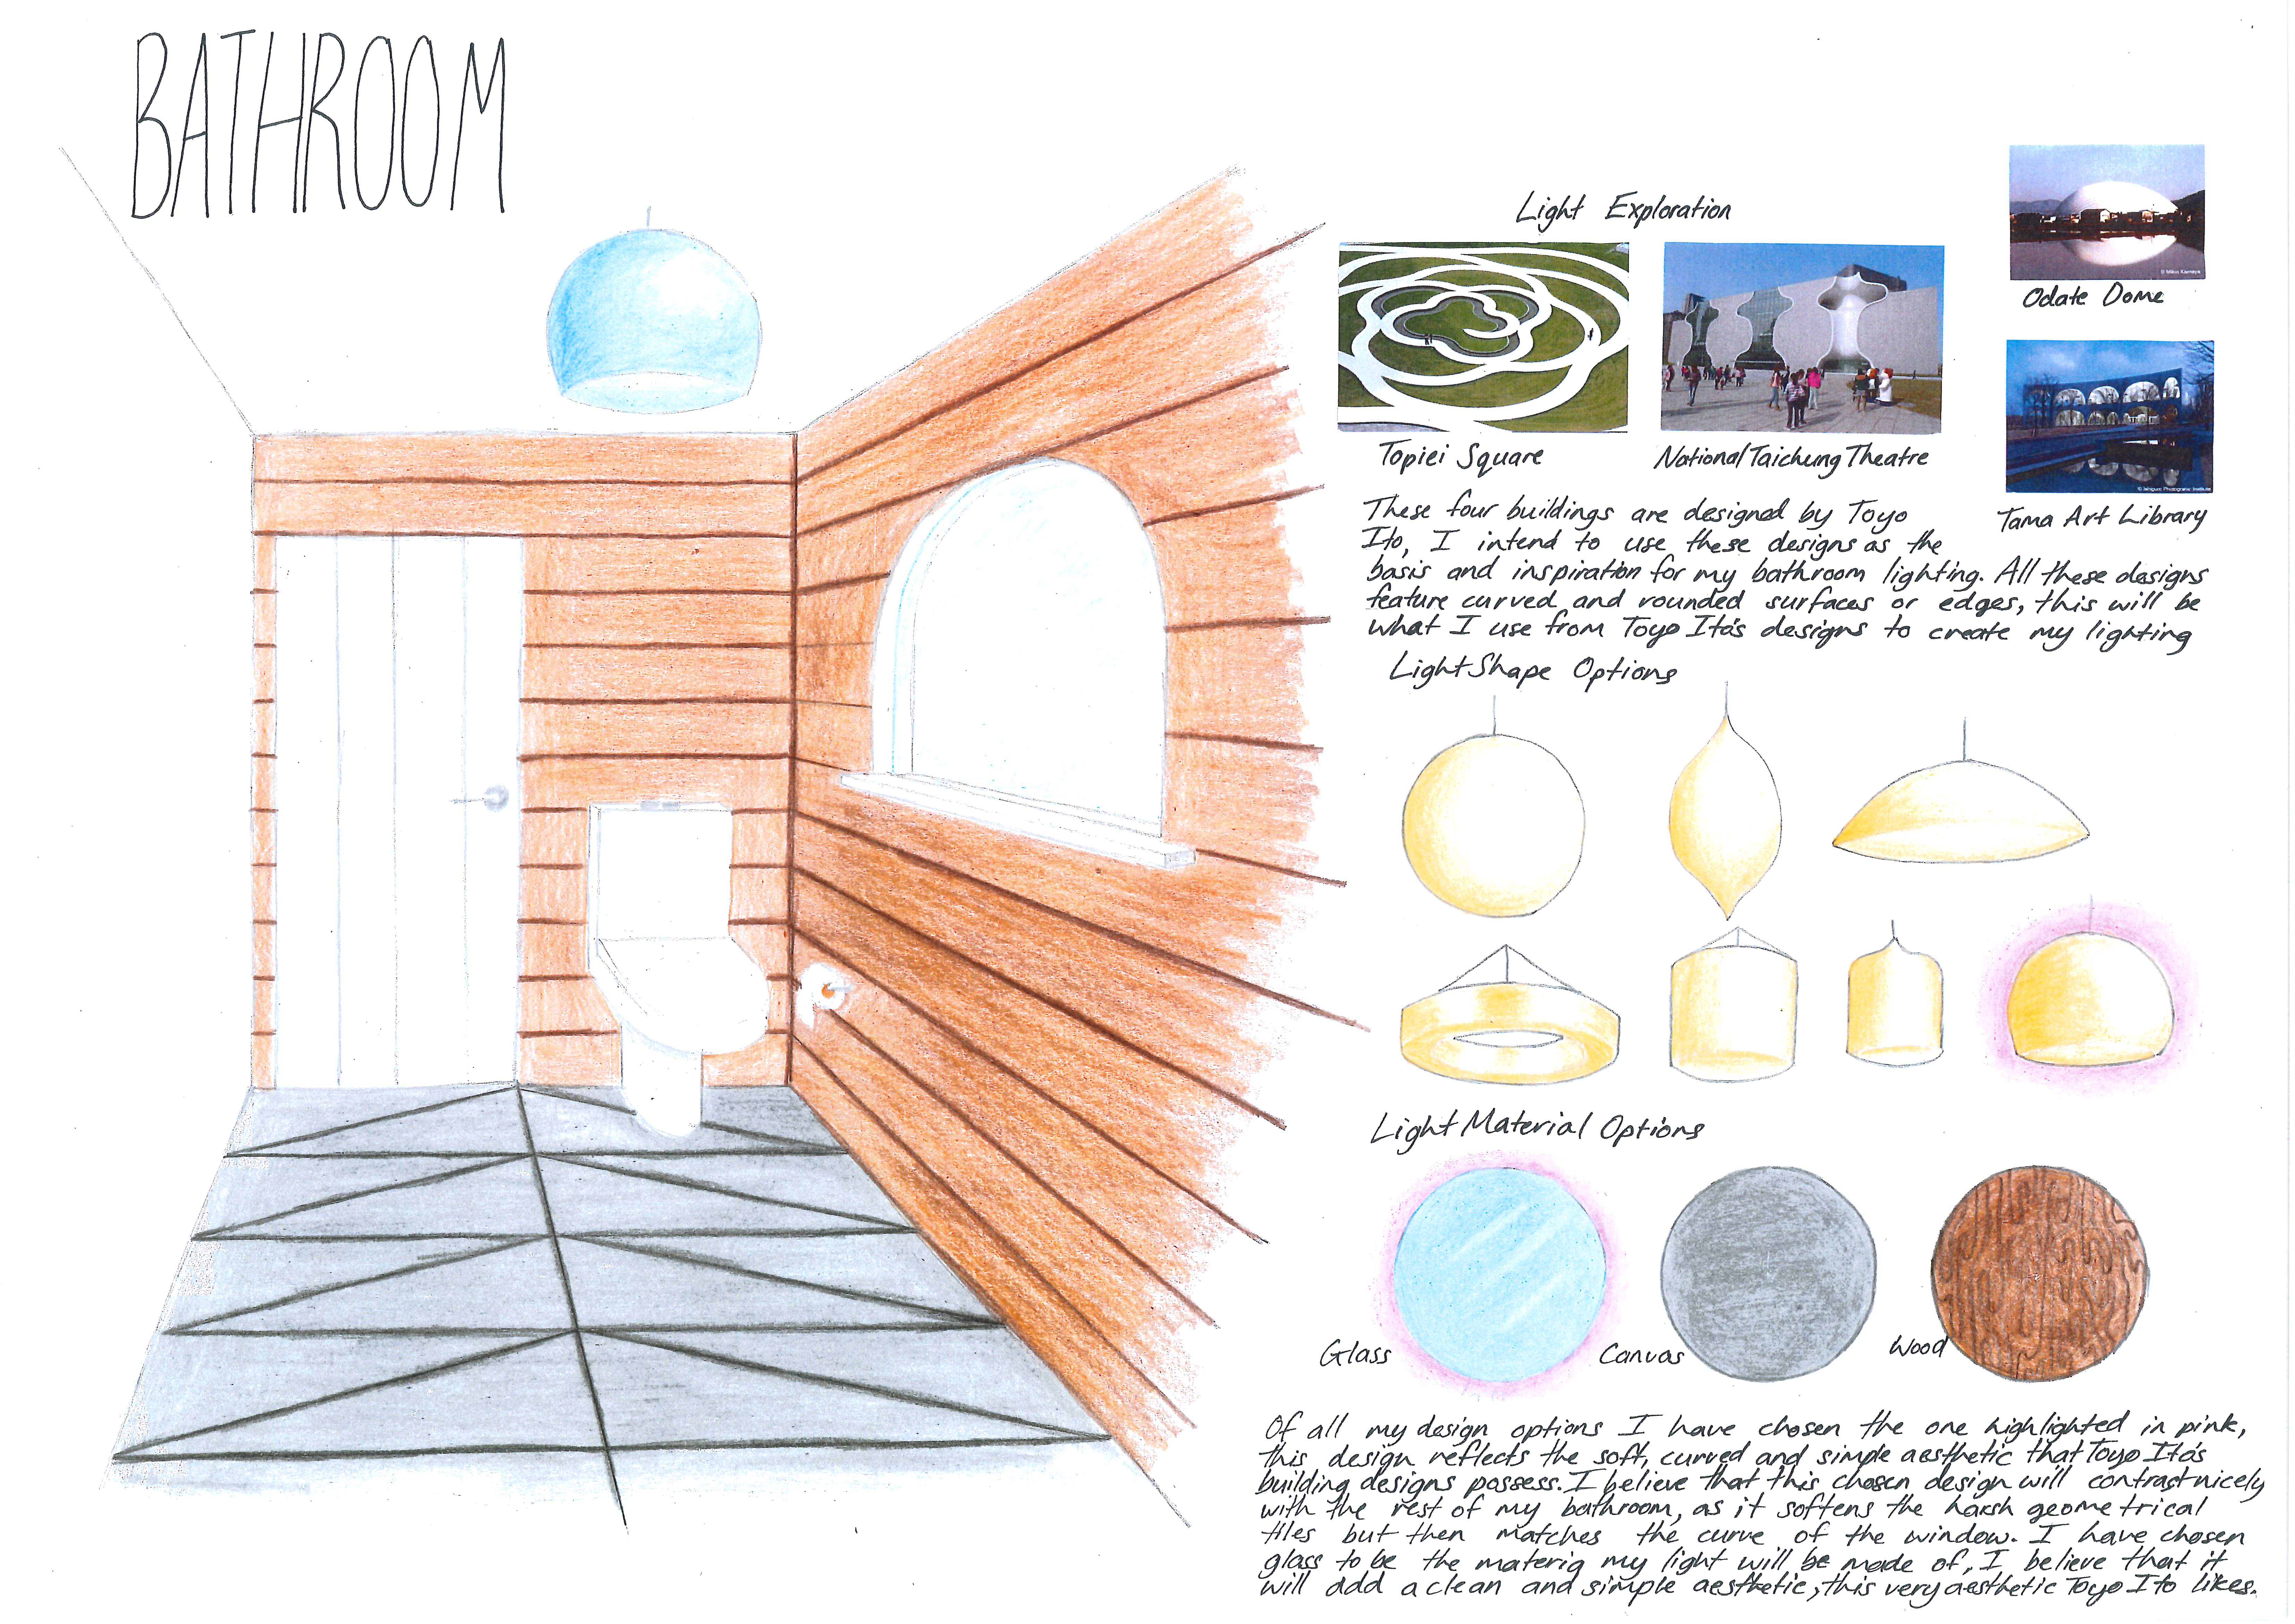 BATHROOM
Light Exploration
© Mikio Kamaya
Odate Dome
Topiei Square
National Taichung Theatre
Tama Art Library
These four buildings are designed by Toyo
Ito, I intend to use these designs as the
basis and inspiration for my bathroom lighting. All these designs
feature curved and rounded surfaces or edges, this will be
what I use from Toyo Ito's designs to create my lighting
Light Shape Options
Light Material Options
Glass
Canvas
Wood
Of all my design options I have chosen the one highlighted in pink,
this design reflects the soft, curved and simple aesthetic that Toyo Ito's
building designs possess. I believe that this chosen design will contrast nicely
with the rest of my bathroom, as it softens the harsh geometrical
tiles but then matches the curve of the window. I have chosen
glass to be the materia my light will be made of, I believe that it
will add a clean and simple aesthetic, this very aesthetic Toyo Ito likes.